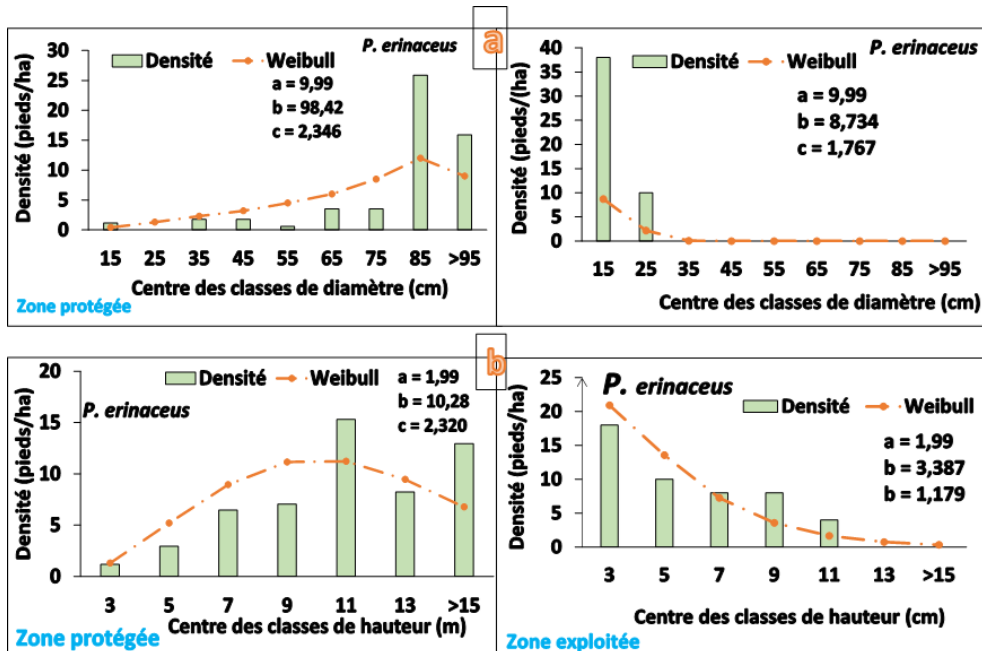 a
P. erinaceus
Densité Weibull
a = 9,99
b = 98,42
c = 2,346
Densité (pieds/ha)
30
25
20
15
10
5
0
15 25 35 45 55 65 75 85 >95
Centre des classes de diamètre (cm)
Zone protégée
P. erinaceus
Densité Weibull
a = 9,99
b = 8,734
c = 1,767
Densité (pieds/(ha)
40
35
30
25
20
15
10
5
0
15 25 35 45 55 65 75 85 >95
Centre des classes de diamètre (cm)
b
Densité Weibull
a = 1,99
b = 10,28
c = 2,320
P. erinaceus
Densité (pieds/ha)
20
15
10
5
0
3 5 7 9 11 13 >15
Centre des classes de hauteur (m)
Zone protégée
P. erinaceus
Densité Weibull
a = 1,99
b = 3,387
b = 1,179
Densité (pieds/ha)
25
20
15
10
5
0
3 5 7 9 11 13 >15
Centre des classes de hauteur (cm)
Zone exploitée